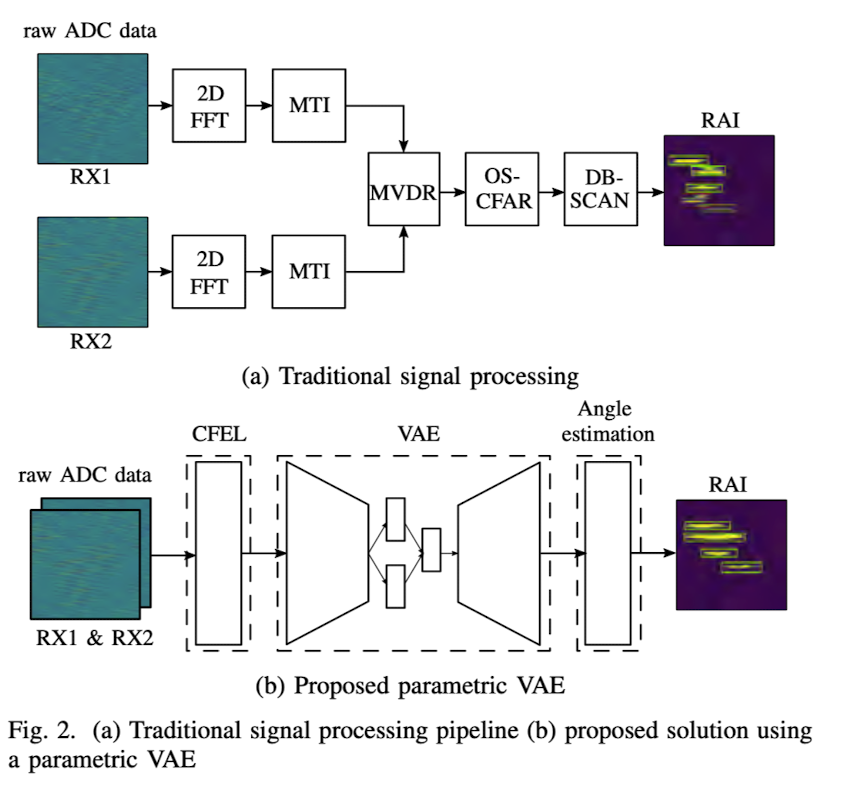 raw ADC data
2D
FFT
MTI
RX1
MVDR
OS-
CFAR
DB-
SCAN
RAI
2D
FFT
MTI
RX2
(a) Traditional signal processing
CFEL
VAE
Angle
estimation
raw ADC data
RAI
RX1 & RX2
(b) Proposed parametric VAE
Fig. 2. (a) Traditional signal processing pipeline (b) proposed solution using
a parametric VAE